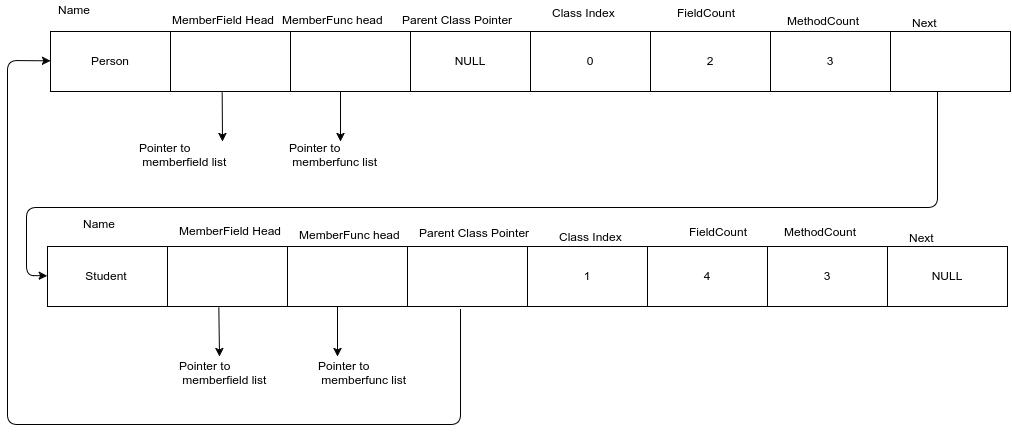 Name
MemberField Head
MemberFunc head
Parent Class Pointer
Class Index
FieldCount
MethodCount
Next
Person
NULL
0
2
3
Pointer to
memberfield list
Pointer to
memberfunc list
Name
MemberField Head
MemberFunc head
Parent Class Pointer
Class Index
FieldCount
MethodCount
Next
Student
1
4
3
NULL
Pointer to
memberfield list
Pointer to
memberfunc list